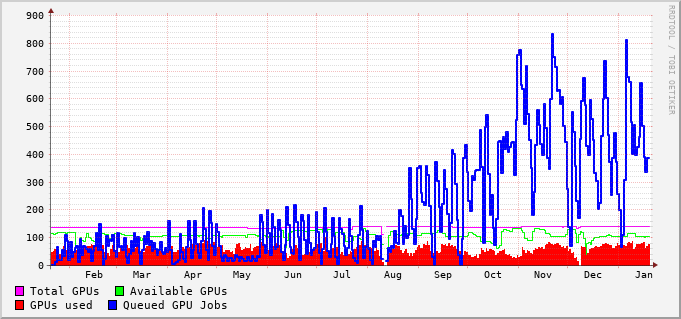 900
800
700
600
500
400
300
200
100
0
Feb Mar Apr May Jun Jul Aug Sep Oct Nov Dec Jan
Total GPUs Available GPUs
GPUs used Queued GPU Jobs
RRDTOOL / TOBI OETIKER